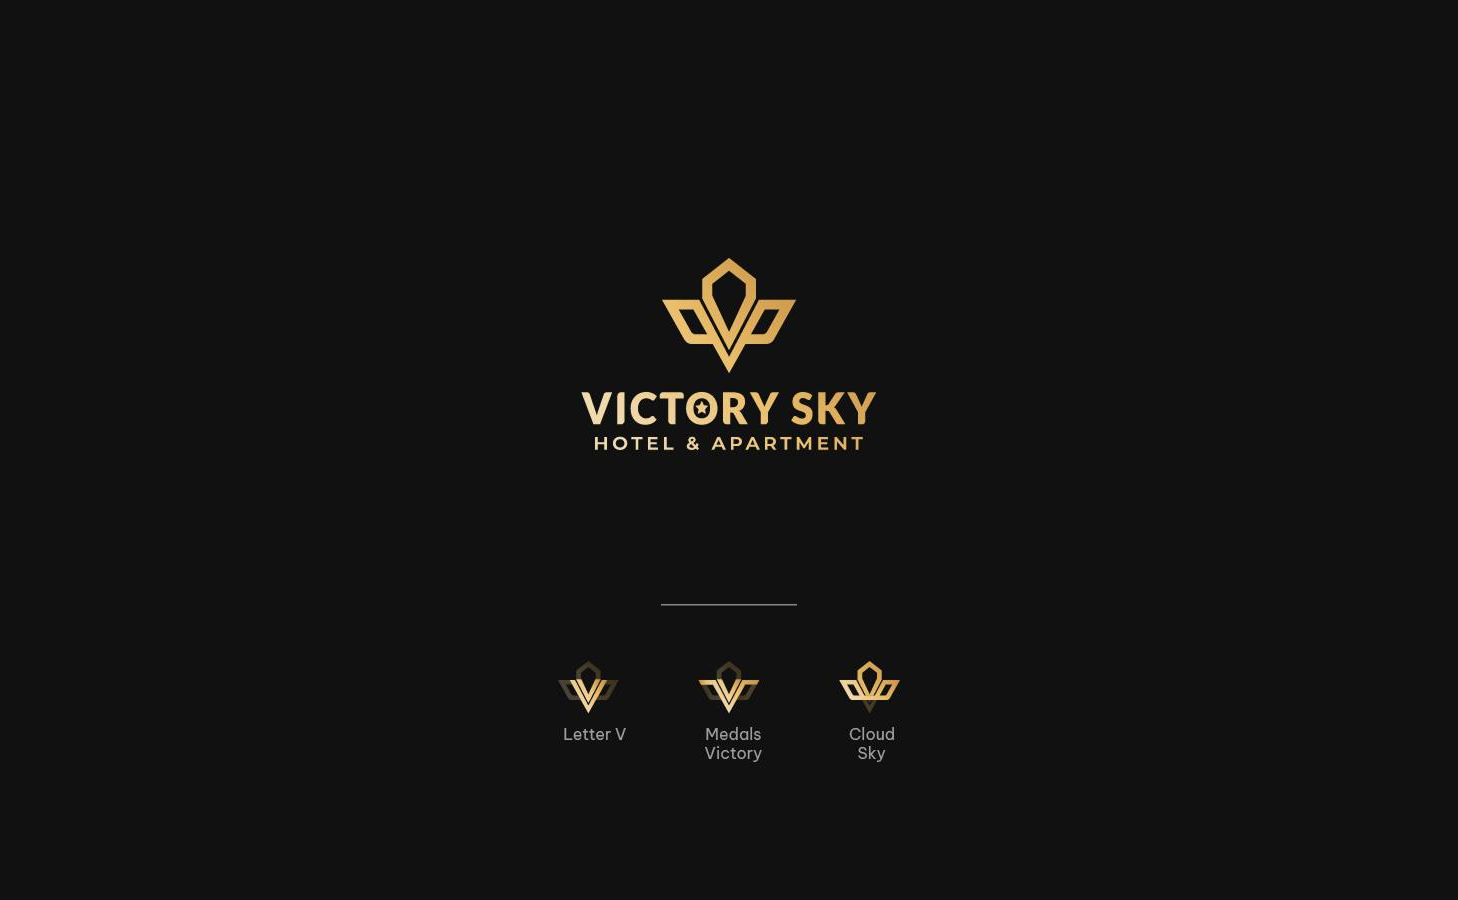 VICTORY SKY
HOTEL & APARTMENT
Letter V
Medals
Victory
Cloud
Sky